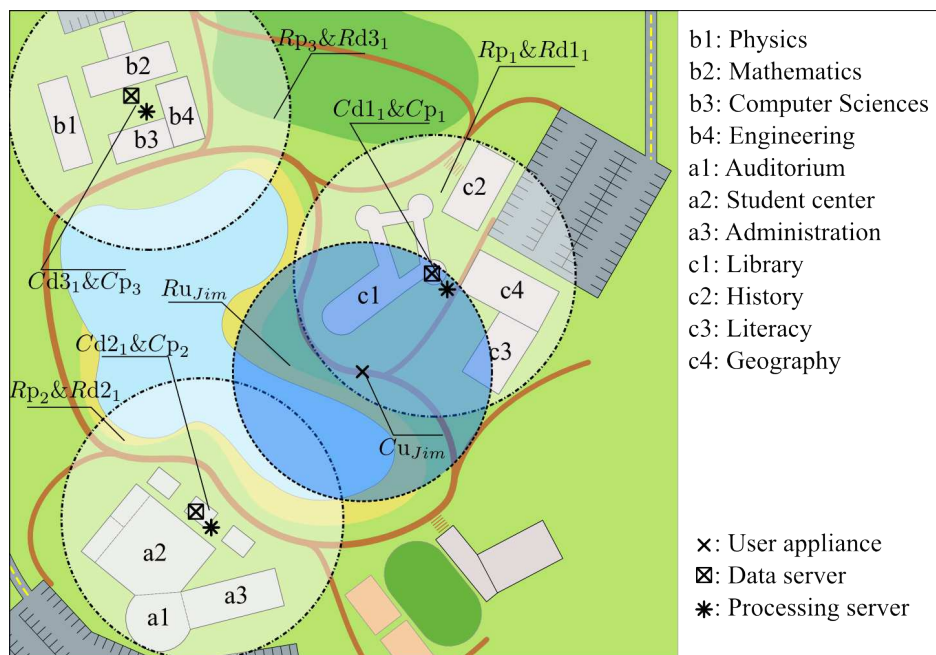 Rp₃&Rd3₁
Rp₁&Rd1₁
b2
Cd1₁&Cp₁
b1
b4
b3
c2
Cd3₁&Cp₃
Ru_Jim
c1
c4
Cd2₁&Cp₂
c3
Rp₂&Rd2₁
Cu_Jim
a2
a3
a1
b1: Physics
b2: Mathematics
b3: Computer Sciences
b4: Engineering
a1: Auditorium
a2: Student center
a3: Administration
c1: Library
c2: History
c3: Literacy
c4: Geography
×: User appliance
⊠: Data server
✳: Processing server